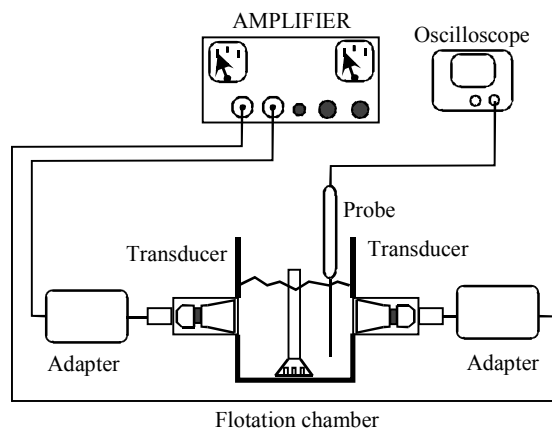 AMPLIFIER
Oscilloscope
Probe
Transducer
Transducer
Adapter
Adapter
Flotation chamber